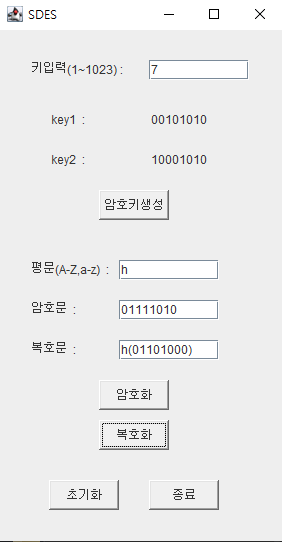 SDES
키입력(1~1023) : 7
key1 : 00101010
key2 : 10001010
암호키생성
평문(A-Z,a-z) : h
암호문 : 01111010
복호문 : h(01101000)
암호화
복호화
초기화 종료